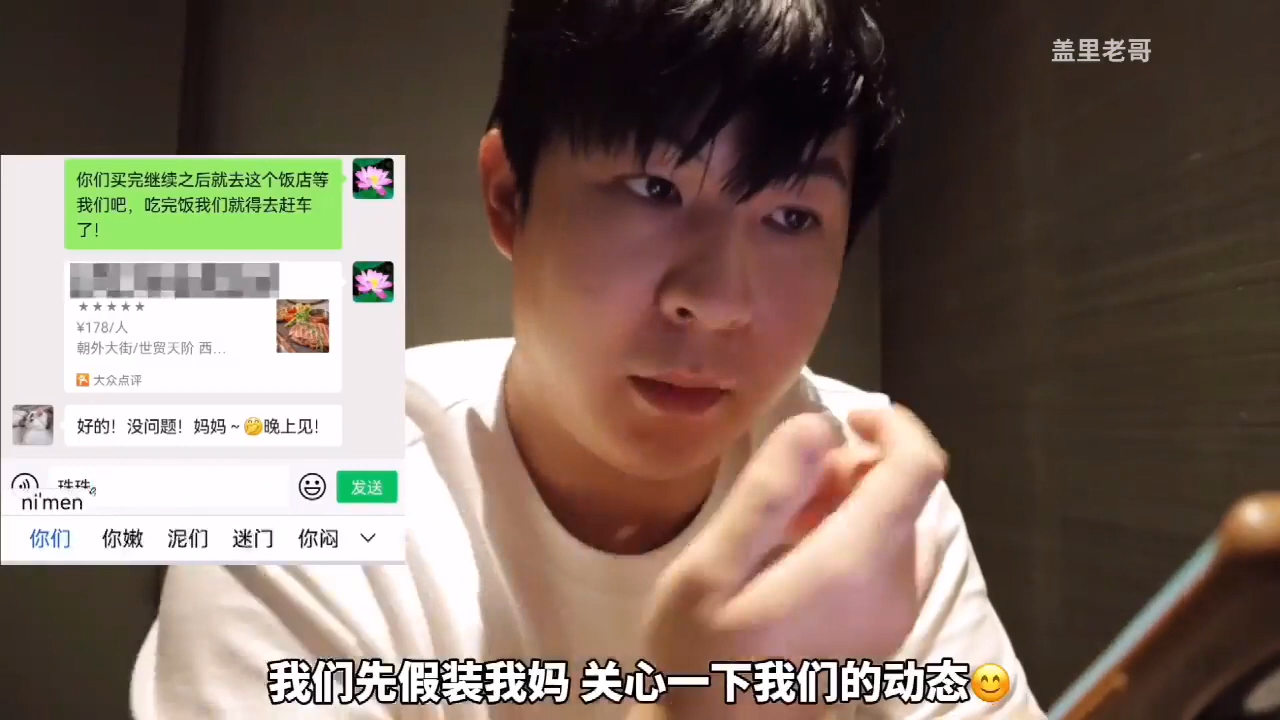 盖里老哥
你们买完继续之后就去这个饭店等
我们吧，吃完饭我们就得去赶车
了！
★★★★★
¥178/人
朝外大街/世贸天阶 西...
大众点评
好的！没问题！妈妈～🤭晚上见！
珠珠
发送
ni'men
你们 你嫩 泥们 迷门 你闷
我们先假装我妈 关心一下我们的动态😊